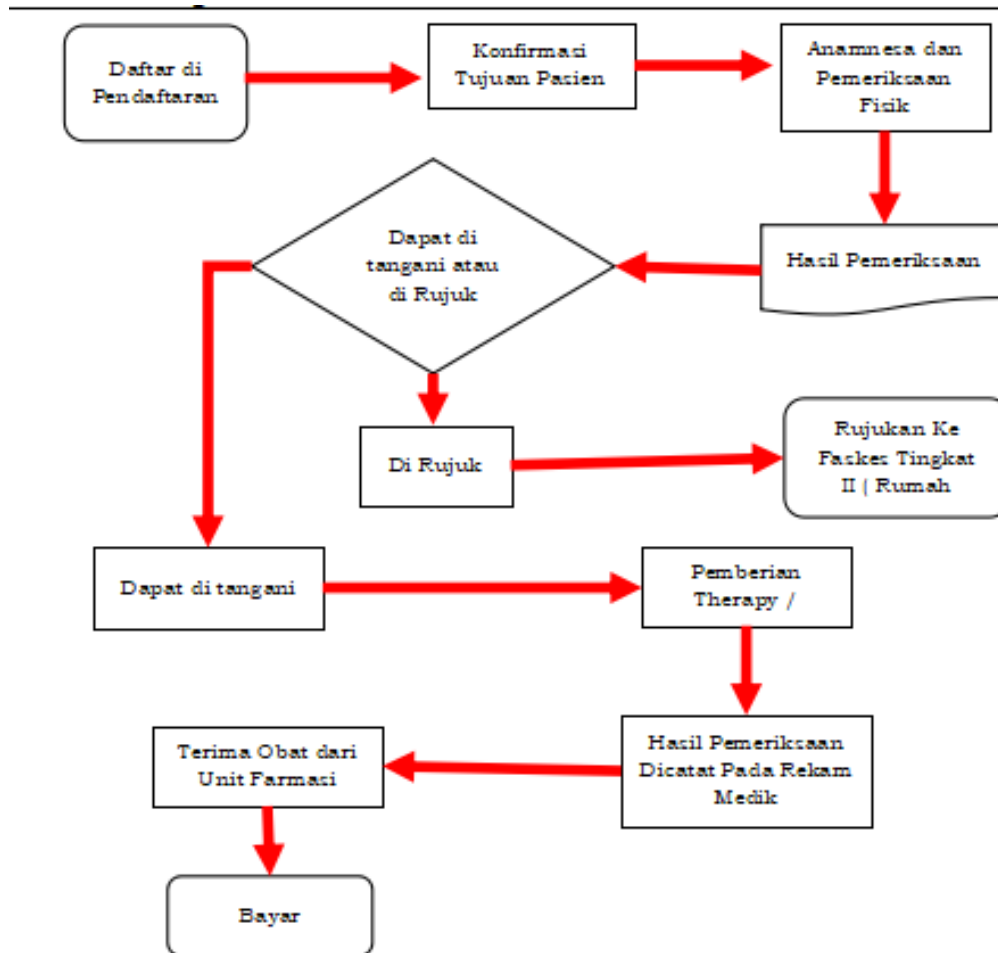 Daftar di
Pendaftaran
Konfirmasi
Tujuan Pasien
Anamnesa dan
Pemeriksaan
Fisik
Hasil Pemeriksaan
Dapat di
tangani atau
di Rujuk
Di Rujuk
Rujukan Ke
Faskes Tingkat
II ( Rumah
Dapat di tangani
Pemberian
Therapy /
Hasil Pemeriksaan
Dicatat Pada Rekam
Medik
Terima Obat dari
Unit Farmasi
Bayar